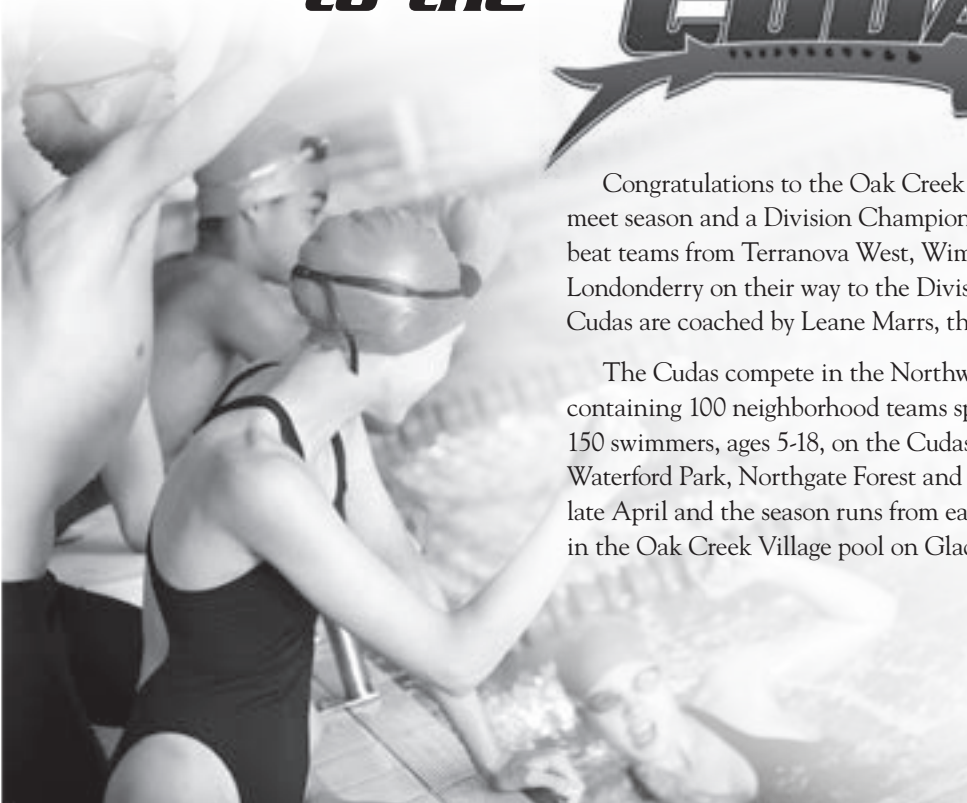 to the
CUDA
Congratulations to the Oak Creek
meet season and a Division Champion
beat teams from Terranova West, Wim
Londonderry on their way to the Divis
Cudas are coached by Leane Marrs, th
The Cudas compete in the Northw
containing 100 neighborhood teams sp
150 swimmers, ages 5-18, on the Cudas
Waterford Park, Northgate Forest and
late April and the season runs from ea
in the Oak Creek Village pool on Glad